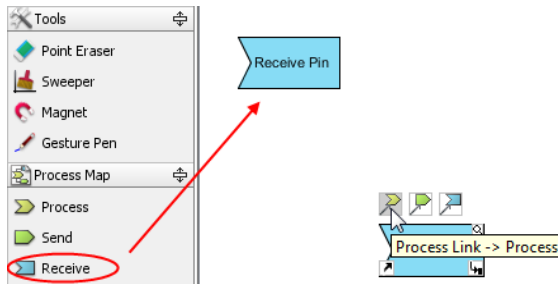 Tools
Point Eraser
Sweeper
Magnet
Gesture Pen
Process Map
Process
Send
Receive
Receive Pin
Process Link -> Process